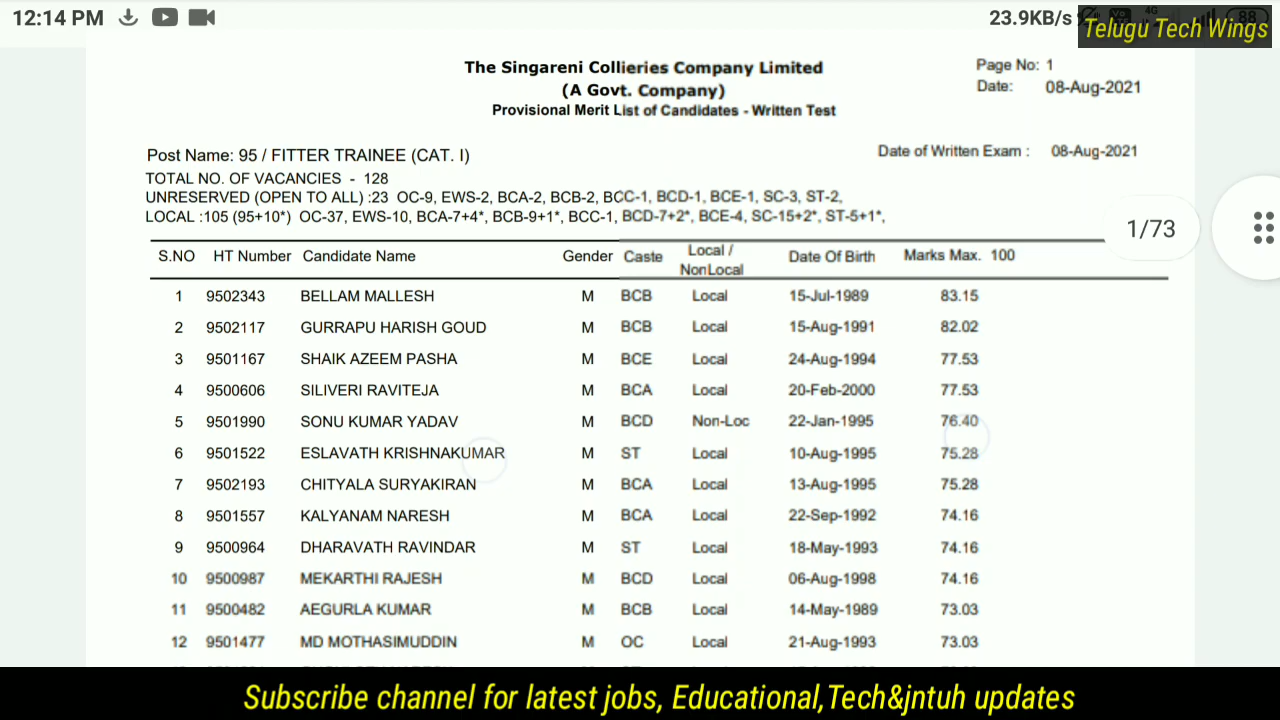 12:14 PM 23.9KB/s 4G 88
Telugu Tech Wings
The Singareni Collieries Company Limited
Page No: 1
(A Govt. Company)
Date: 08-Aug-2021
Provisional Merit List of Candidates - Written Test
Post Name: 95 / FITTER TRAINEE (CAT. I)
Date of Written Exam : 08-Aug-2021
TOTAL NO. OF VACANCIES - 128
UNRESERVED (OPEN TO ALL) :23 OC-9, EWS-2, BCA-2, BCB-2, BCC-1, BCD-1, BCE-1, SC-3, ST-2,
LOCAL :105 (95+10*) OC-37, EWS-10, BCA-7+4*, BCB-9+1*, BCC-1, BCD-7+2*, BCE-4, SC-15+2*, ST-5+1*,
1/73
S.NO HT Number Candidate Name Gender Caste Local / NonLocal Date Of Birth Marks Max. 100
1 9502343 BELLAM MALLESH M BCB Local 15-Jul-1989 83.15
2 9502117 GURRAPU HARISH GOUD M BCB Local 15-Aug-1991 82.02
3 9501167 SHAIK AZEEM PASHA M BCE Local 24-Aug-1994 77.53
4 9500606 SILIVERI RAVITEJA M BCA Local 20-Feb-2000 77.53
5 9501990 SONU KUMAR YADAV M BCD Non-Loc 22-Jan-1995 76.40
6 9501522 ESLAVATH KRISHNAKUMAR M ST Local 10-Aug-1995 75.28
7 9502193 CHITYALA SURYAKIRAN M BCA Local 13-Aug-1995 75.28
8 9501557 KALYANAM NARESH M BCA Local 22-Sep-1992 74.16
9 9500964 DHARAVATH RAVINDAR M ST Local 18-May-1993 74.16
10 9500987 MEKARTHI RAJESH M BCD Local 06-Aug-1998 74.16
11 9500482 AEGURLA KUMAR M BCB Local 14-May-1989 73.03
12 9501477 MD MOTHASIMUDDIN M OC Local 21-Aug-1993 73.03
Subscribe channel for latest jobs, Educational,Tech&jntuh updates